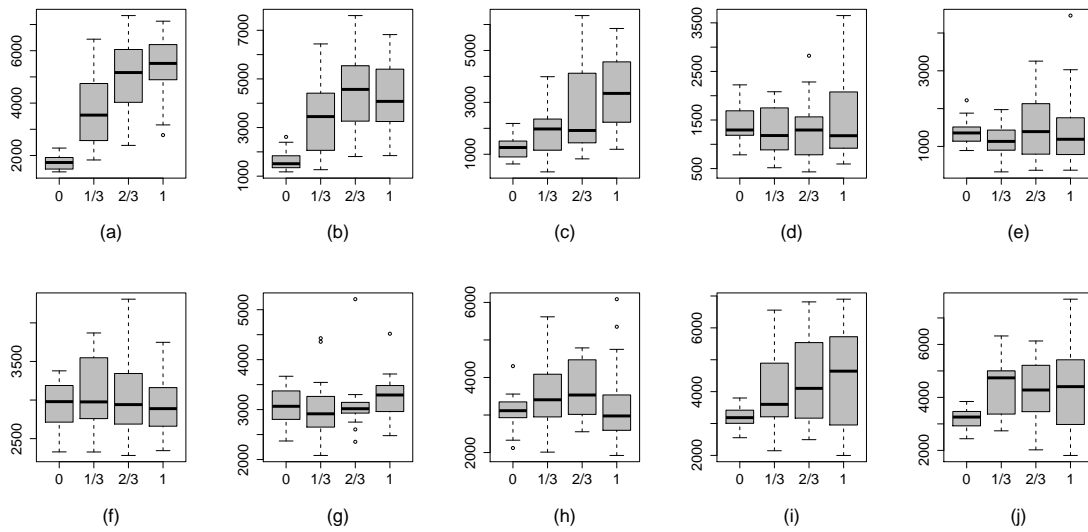 2000 4000 6000
0 1/3 2/3 1
(a)
1000 3000 5000 7000
0 1/3 2/3 1
(b)
1000 3000 5000
0 1/3 2/3 1
(c)
500 1500 2500 3500
0 1/3 2/3 1
(d)
1000 3000
0 1/3 2/3 1
(e)
2500 3500
0 1/3 2/3 1
(f)
2000 3000 4000 5000
0 1/3 2/3 1
(g)
2000 4000 6000
0 1/3 2/3 1
(h)
2000 4000 6000
0 1/3 2/3 1
(i)
2000 4000 6000
0 1/3 2/3 1
(j)